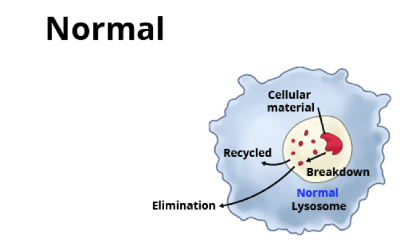 Normal
Cellular
material
Recycled
Breakdown
Normal
Lysosome
Elimination